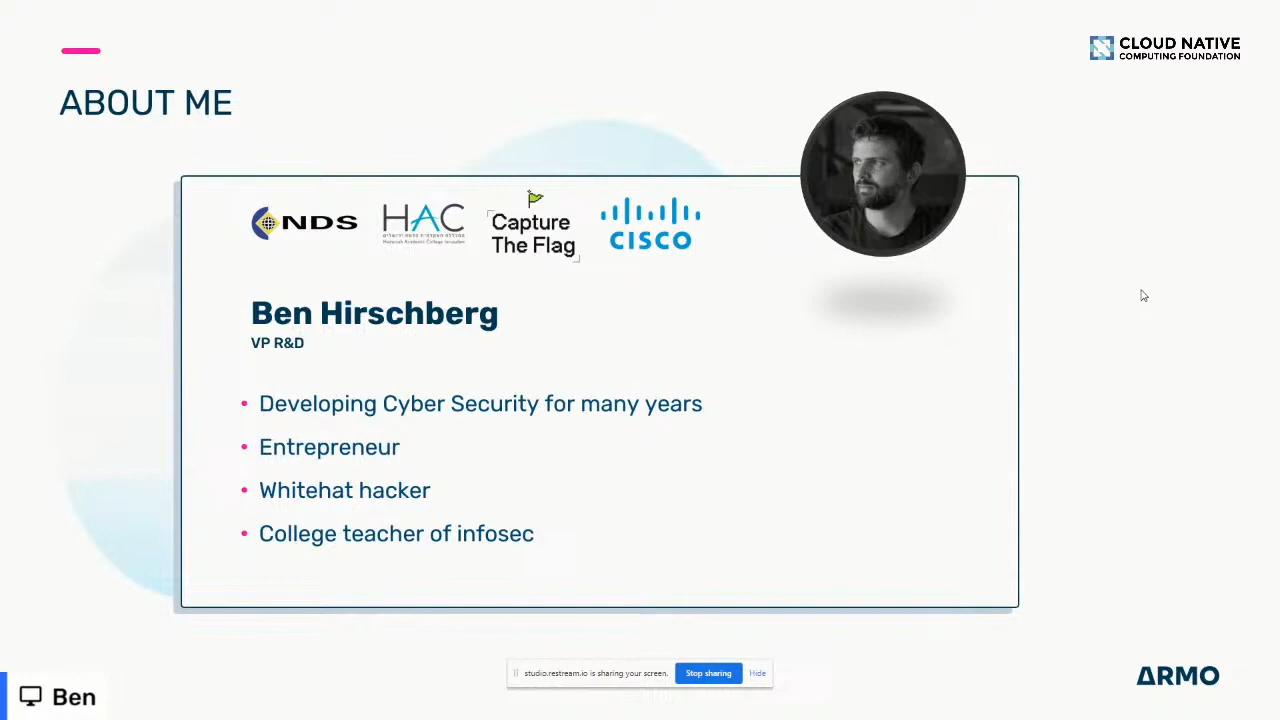 CLOUD NATIVE
COMPUTING FOUNDATION
ABOUT ME
NDS
HAC
Capture
The Flag
CISCO
Ben Hirschberg
VP R&D
• Developing Cyber Security for many years
• Entrepreneur
• Whitehat hacker
• College teacher of infosec
studio.restream.io is sharing your screen.
Stop sharing
Hide
ARMO
Ben